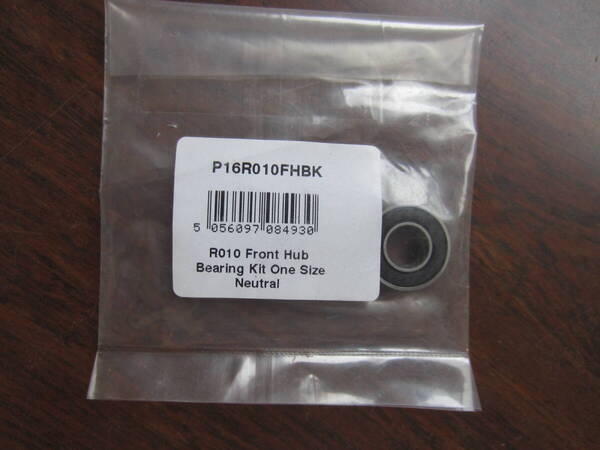 P16R010FHBK
5 056097 084930
R010 Front Hub
Bearing Kit One Size
Neutral